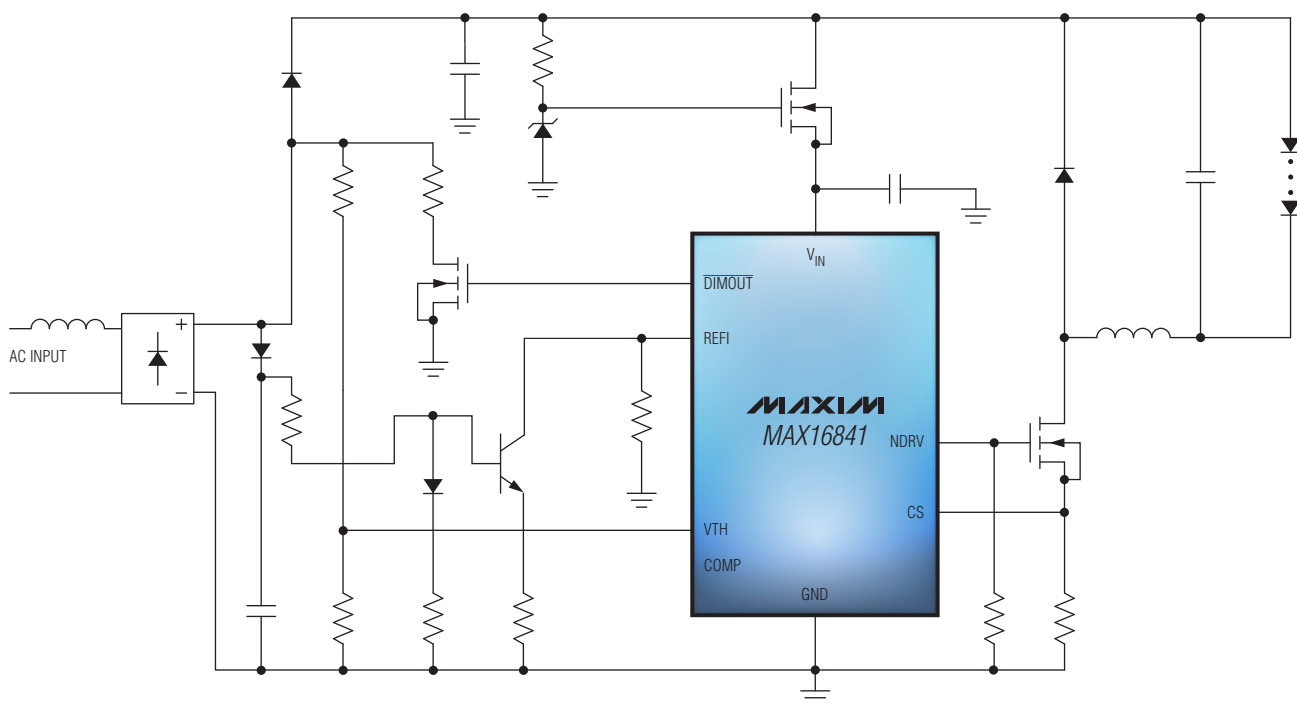 V_IN
DIMOUT
REFI
AC INPUT
+
−
MAXIM
MAX16841
NDRV
CS
VTH
COMP
GND